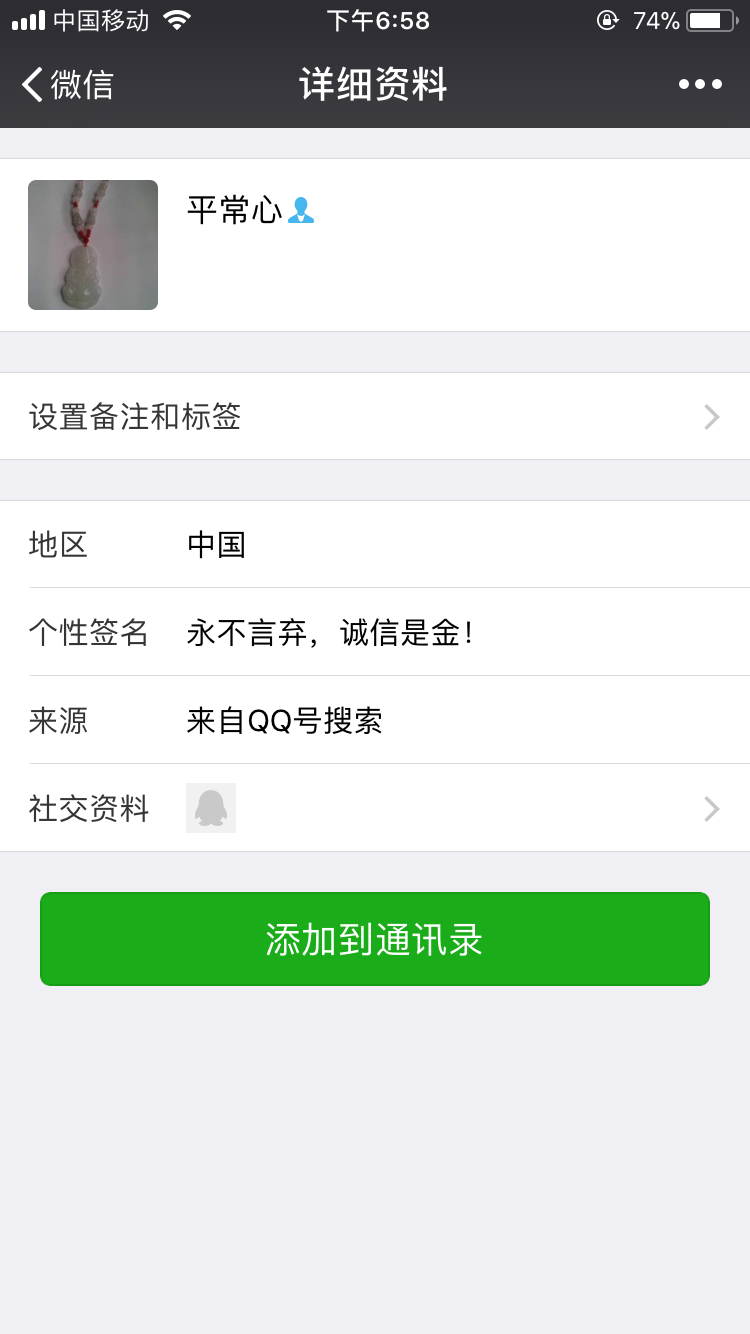 中国移动 下午6:58 74%
微信 详细资料
平常心
设置备注和标签
地区 中国
个性签名 永不言弃，诚信是金！
来源 来自QQ号搜索
社交资料
添加到通讯录